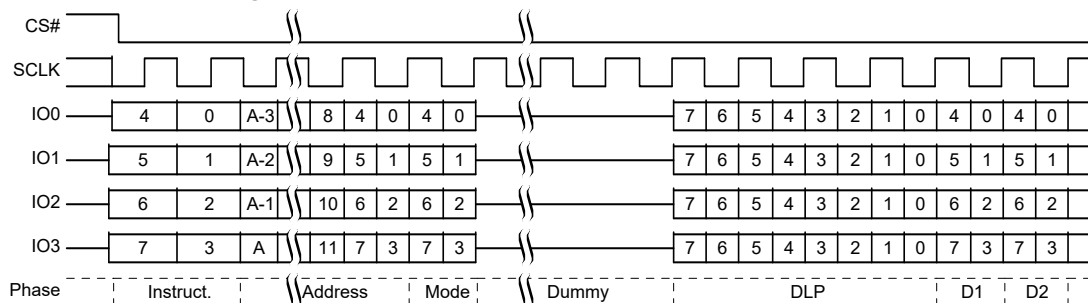 CS#
SCLK
IO0 4 0 A-3 8 4 0 4 0 7 6 5 4 3 2 1 0 4 0 4 0
IO1 5 1 A-2 9 5 1 5 1 7 6 5 4 3 2 1 0 5 1 5 1
IO2 6 2 A-1 10 6 2 6 2 7 6 5 4 3 2 1 0 6 2 6 2
IO3 7 3 A 11 7 3 7 3 7 6 5 4 3 2 1 0 7 3 7 3
Phase Instruct. Address Mode Dummy DLP D1 D2